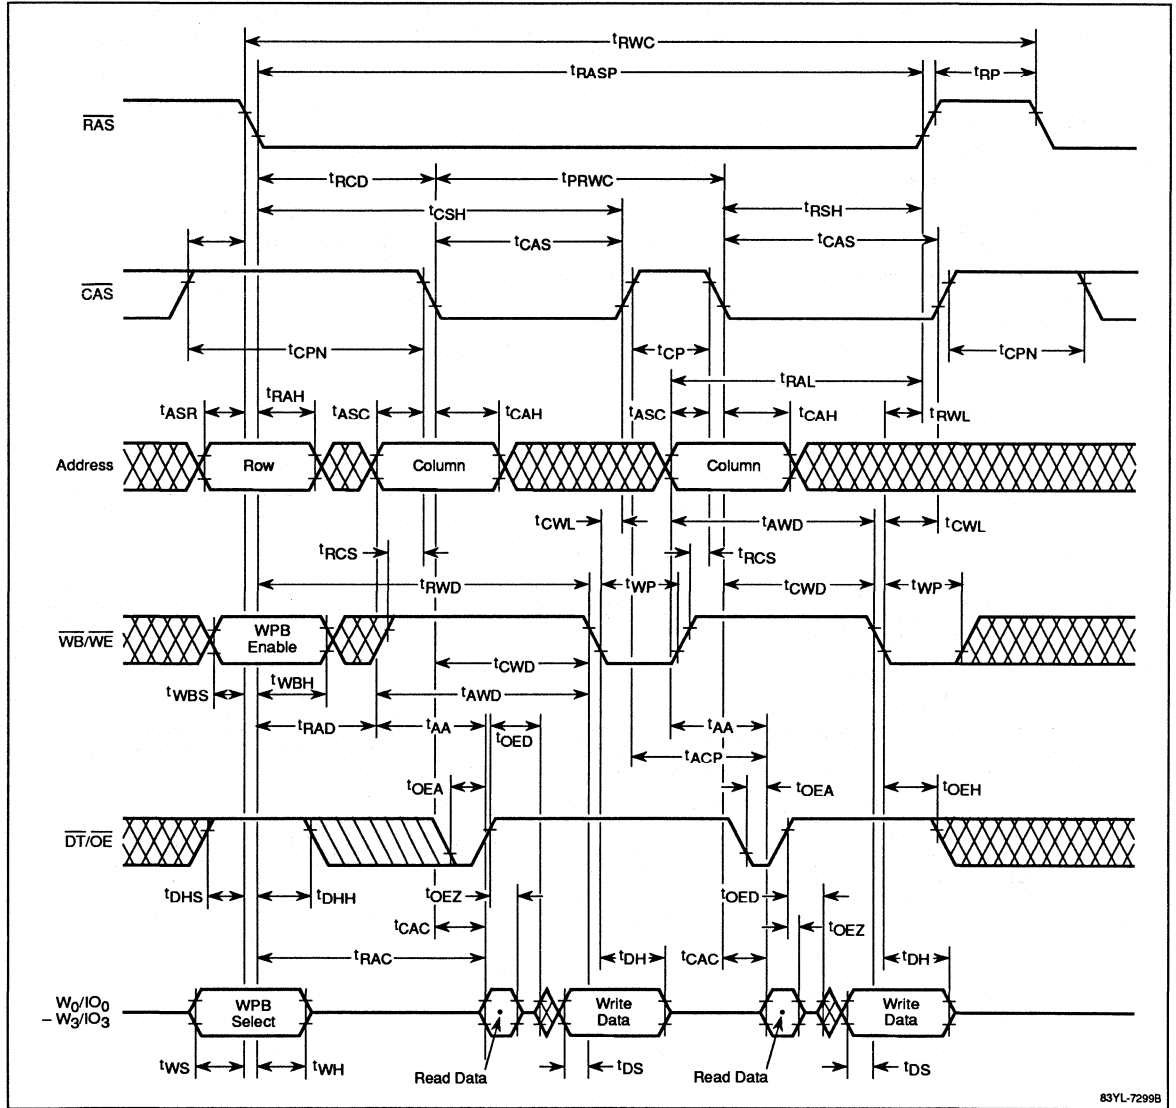 tRWC
tRASP
tRP
RAS
tRCD
tPRWC
tCSH
tRSH
tCAS
tCAS
CAS
tCPN
tCP
tCPN
tRAL
tASR
tRAH
tASC
tCAH
tASC
tCAH
tRWL
Address
Row
Column
Column
tCWL
tAWD
tCWL
tRCS
tRCS
tRWD
tWP
tCWD
tWP
WB/WE
WPB
Enable
tCWD
tWBS
tWBH
tAWD
tRAD
tAA
tOED
tAA
tACP
tOEA
tOEA
tOEH
DT/OE
tDHS
tDHH
tOEZ
tOED
tCAC
tOEZ
tRAC
tDH
tCAC
tDH
W0/IO0
– W3/IO3
WPB
Select
Write
Data
Write
Data
tWS
tWH
Read Data
tDS
Read Data
tDS
83YL-7299B